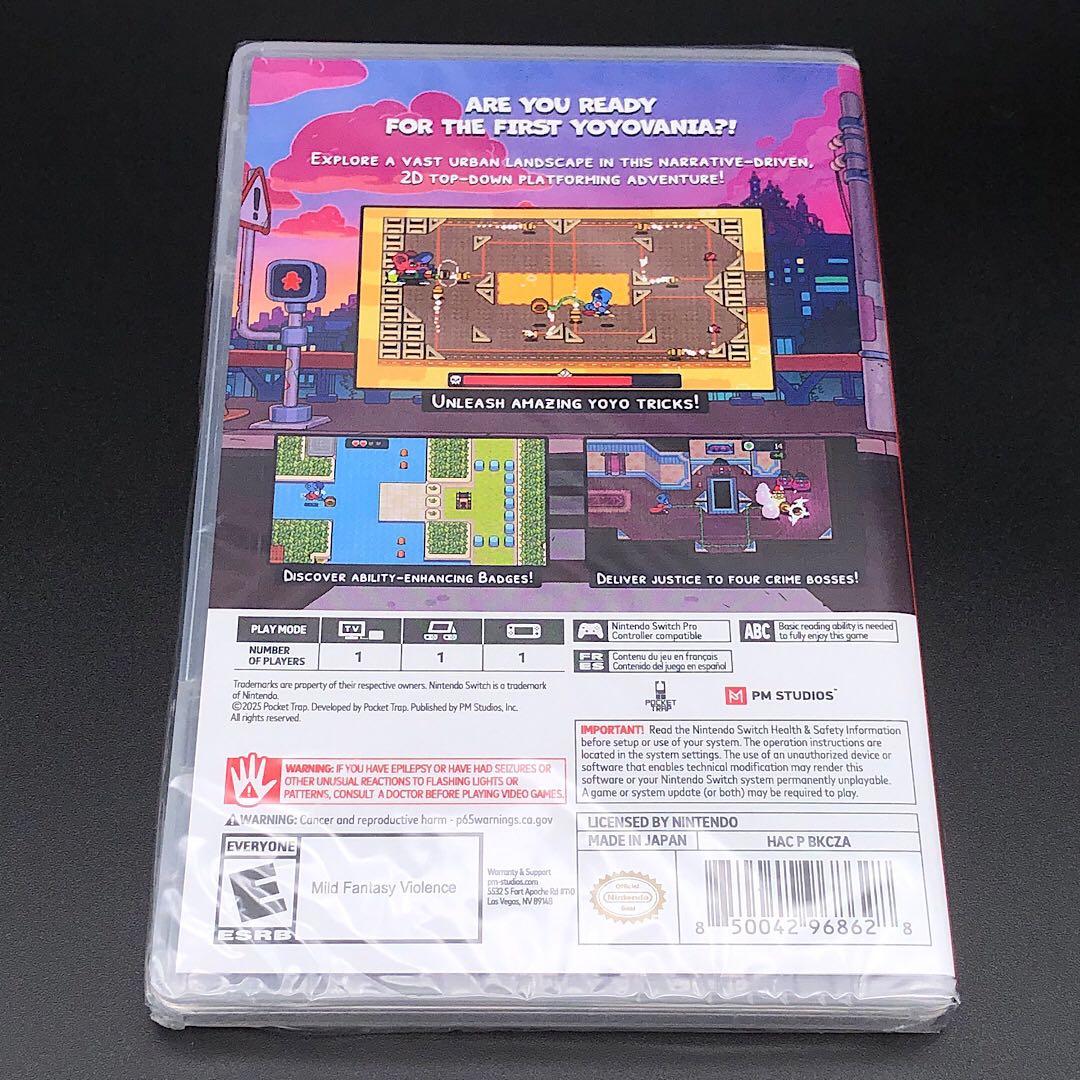 ARE YOU READY
FOR THE FIRST YOYOVANIA?!
EXPLORE A VAST URBAN LANDSCAPE IN THIS NARRATIVE-DRIVEN,
2D TOP-DOWN PLATFORMING ADVENTURE!
!
UNLEASH AMAZING YOYO TRICKS!
14
DISCOVER ABILITY-ENHANCING BADGES!
DELIVER JUSTICE TO FOUR CRIME BOSSES!
PLAY MODE
TV
NUMBER
OF PLAYERS
1
1
1
Nintendo Switch Pro
Controller compatible
ABC
Basic reading ability is needed
to fully enjoy this game
FR
ES
Contenu du jeu en français
Contenido del juego en español
Trademarks are property of their respective owners. Nintendo Switch is a trademark
of Nintendo.
©2025 Pocket Trap. Developed by Pocket Trap. Published by PM Studios, Inc.
All rights reserved.
POCKET
TRAP
PM STUDIOS™
IMPORTANT! Read the Nintendo Switch Health & Safety Information
before setup or use of your system. The operation instructions are
located in the system settings. The use of an unauthorized device or
software that enables technical modification may render this
software or your Nintendo Switch system permanently unplayable.
A game or system update (or both) may be required to play.
WARNING: IF YOU HAVE EPILEPSY OR HAVE HAD SEIZURES OR
OTHER UNUSUAL REACTIONS TO FLASHING LIGHTS OR
PATTERNS, CONSULT A DOCTOR BEFORE PLAYING VIDEO GAMES.
WARNING: Cancer and reproductive harm - p65warnings.ca.gov
EVERYONE
E
ESRB
Mild Fantasy Violence
Warranty & Support
pm-studios.com
5532 S Fort Apache Rd #110
Las Vegas, NV 89148
LICENSED BY NINTENDO
MADE IN JAPAN
HAC P BKCZA
Official
Nintendo
Seal
8 50042 96862 8